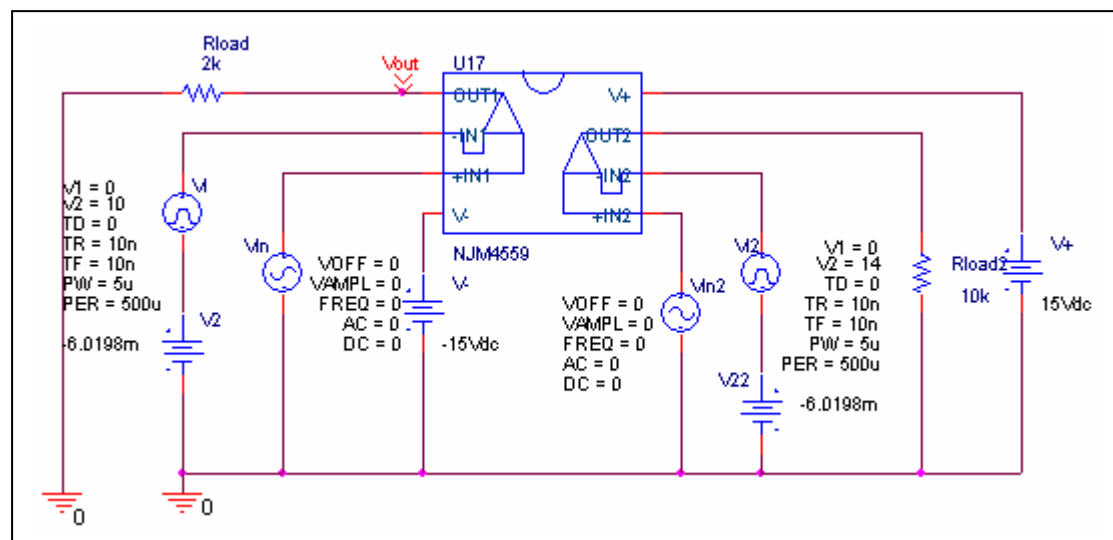 Rload
2k
Vout
U17
OUT1
-IN1
+IN1
V-
V+
OUT2
-IN2
+IN2
NJM4559
V1 = 0
V2 = 10
TD = 0
TR = 10n
TF = 10n
PW = 5u
PER = 500u
VI
V2
-6.0198m
Vin
VOFF = 0
VAMPL = 0
FREQ = 0
AC = 0
DC = 0
V-
-15Vdc
VOFF = 0
VAMPL = 0
FREQ = 0
AC = 0
DC = 0
Vin2
VI2
V22
-6.0198m
V1 = 0
V2 = 14
TD = 0
TR = 10n
TF = 10n
PW = 5u
PER = 500u
Rload2
10k
V+
15Vdc
0
0